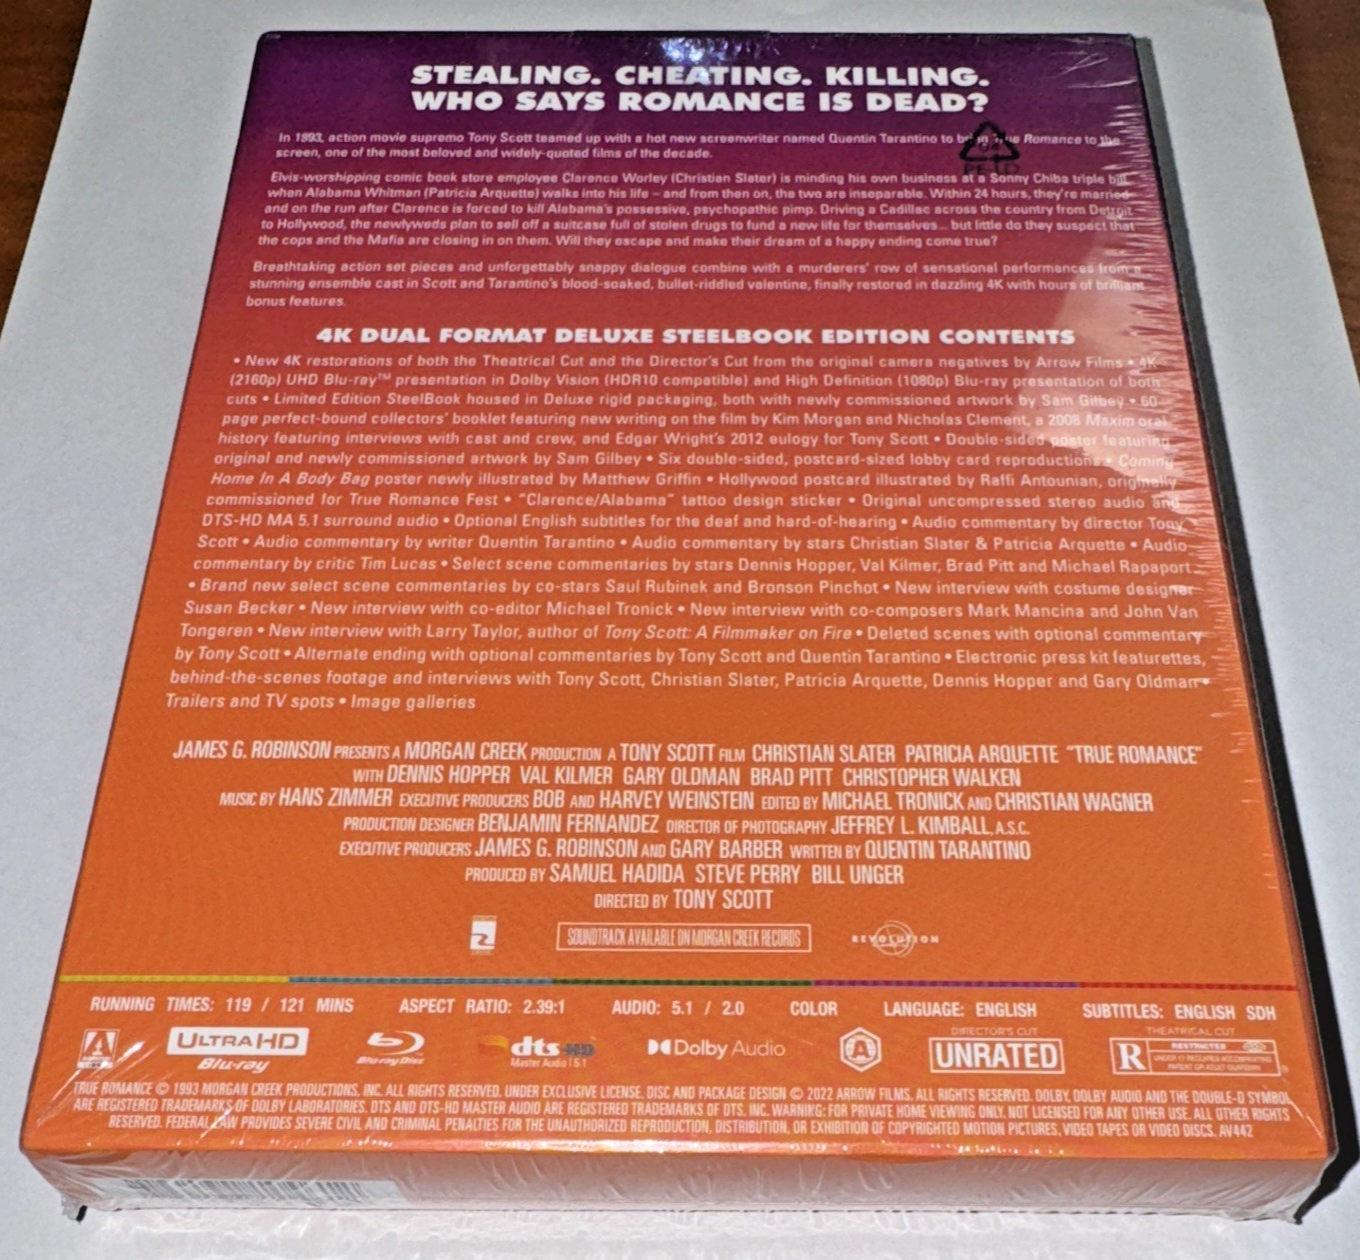 STEALING. CHEATING. KILLING.
WHO SAYS ROMANCE IS DEAD?
In 1993, action movie supremo Tony Scott teamed up with a hot new screenwriter named Quentin Tarantino to bring True Romance to the
screen, one of the most beloved and widely-quoted films of the decade.
Elvis-worshipping comic book store employee Clarence Worley (Christian Slater) is minding his own business at a Sonny Chiba triple bill
when Alabama Whitman (Patricia Arquette) walks into his life – and from then on, the two are inseparable. Within 24 hours, they're married
and on the run after Clarence is forced to kill Alabama's possessive, psychopathic pimp. Driving a Cadillac across the country from Detroit
to Hollywood, the newlyweds plan to sell off a suitcase full of stolen drugs to fund a new life for themselves... but little do they suspect that
the cops and the Mafia are closing in on them. Will they escape and make their dream of a happy ending come true?
Breathtaking action set pieces and unforgettably snappy dialogue combine with a murderers' row of sensational performances from a
stunning ensemble cast in Scott and Tarantino's blood-soaked, bullet-riddled valentine, finally restored in dazzling 4K with hours of brilliant
bonus features.
4K DUAL FORMAT DELUXE STEELBOOK EDITION CONTENTS
• New 4K restorations of both the Theatrical Cut and the Director's Cut from the original camera negatives by Arrow Films • 4K
(2160p) UHD Blu-ray™ presentation in Dolby Vision (HDR10 compatible) and High Definition (1080p) Blu-ray presentation of both
cuts • Limited Edition SteelBook housed in Deluxe rigid packaging, both with newly commissioned artwork by Sam Gilbey • 60-
page perfect-bound collectors' booklet featuring new writing on the film by Kim Morgan and Nicholas Clement, a 2008 Maxim oral
history featuring interviews with cast and crew, and Edgar Wright's 2012 eulogy for Tony Scott • Double-sided poster featuring
original and newly commissioned artwork by Sam Gilbey • Six double-sided, postcard-sized lobby card reproductions • Coming
Home In A Body Bag poster newly illustrated by Matthew Griffin • Hollywood postcard illustrated by Raffi Antounian, originally
commissioned for True Romance Fest • "Clarence/Alabama" tattoo design sticker • Original uncompressed stereo audio and
DTS-HD MA 5.1 surround audio • Optional English subtitles for the deaf and hard-of-hearing • Audio commentary by director Tony
Scott • Audio commentary by writer Quentin Tarantino • Audio commentary by stars Christian Slater & Patricia Arquette • Audio
commentary by critic Tim Lucas • Select scene commentaries by stars Dennis Hopper, Val Kilmer, Brad Pitt and Michael Rapaport
• Brand new select scene commentaries by co-stars Saul Rubinek and Bronson Pinchot • New interview with costume designer
Susan Becker • New interview with co-editor Michael Tronick • New interview with co-composers Mark Mancina and John Van
Tongeren • New interview with Larry Taylor, author of Tony Scott: A Filmmaker on Fire • Deleted scenes with optional commentary
by Tony Scott • Alternate ending with optional commentaries by Tony Scott and Quentin Tarantino • Electronic press kit featurettes,
behind-the-scenes footage and interviews with Tony Scott, Christian Slater, Patricia Arquette, Dennis Hopper and Gary Oldman •
Trailers and TV spots • Image galleries
JAMES G. ROBINSON PRESENTS A MORGAN CREEK PRODUCTION A TONY SCOTT FILM CHRISTIAN SLATER PATRICIA ARQUETTE "TRUE ROMANCE"
WITH DENNIS HOPPER VAL KILMER GARY OLDMAN BRAD PITT CHRISTOPHER WALKEN
MUSIC BY HANS ZIMMER EXECUTIVE PRODUCERS BOB AND HARVEY WEINSTEIN EDITED BY MICHAEL TRONICK AND CHRISTIAN WAGNER
PRODUCTION DESIGNER BENJAMIN FERNANDEZ DIRECTOR OF PHOTOGRAPHY JEFFREY L. KIMBALL, A.S.C.
EXECUTIVE PRODUCERS JAMES G. ROBINSON AND GARY BARBER WRITTEN BY QUENTIN TARANTINO
PRODUCED BY SAMUEL HADIDA STEVE PERRY BILL UNGER
DIRECTED BY TONY SCOTT
SOUNDTRACK AVAILABLE ON MORGAN CREEK RECORDS
REVOLUTION
RUNNING TIMES: 119 / 121 MINS ASPECT RATIO: 2.39:1 AUDIO: 5.1 / 2.0 COLOR LANGUAGE: ENGLISH SUBTITLES: ENGLISH SDH
ULTRA HD Blu-ray Blu-ray Disc dts-HD Master Audio 5.1 Dolby Audio A DIRECTOR'S CUT UNRATED THEATRICAL CUT R RESTRICTED
TRUE ROMANCE © 1993 MORGAN CREEK PRODUCTIONS, INC. ALL RIGHTS RESERVED. UNDER EXCLUSIVE LICENSE. DISC AND PACKAGE DESIGN © 2022 ARROW FILMS. ALL RIGHTS RESERVED. DOLBY, DOLBY AUDIO AND THE DOUBLE-D SYMBOL
ARE REGISTERED TRADEMARKS OF DOLBY LABORATORIES. DTS AND DTS-HD MASTER AUDIO ARE REGISTERED TRADEMARKS OF DTS, INC. WARNING: FOR PRIVATE HOME VIEWING ONLY. NOT LICENSED FOR ANY OTHER USE. ALL OTHER RIGHTS
RESERVED. FEDERAL LAW PROVIDES SEVERE CIVIL AND CRIMINAL PENALTIES FOR THE UNAUTHORIZED REPRODUCTION, DISTRIBUTION, OR EXHIBITION OF COPYRIGHTED MOTION PICTURES, VIDEO TAPES OR VIDEO DISCS. AV442